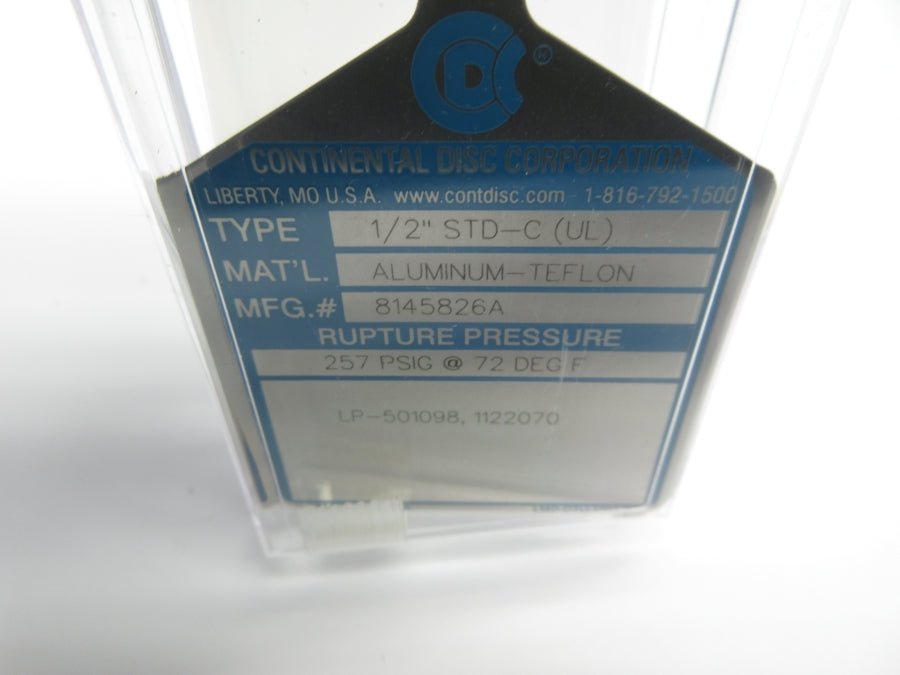 CDC ®
CONTINENTAL DISC CORPORATION
LIBERTY, MO U.S.A. www.contdisc.com 1-816-792-1500
TYPE 1/2" STD-C (UL)
MAT'L. ALUMINUM-TEFLON
MFG.# 8145826A
RUPTURE PRESSURE
257 PSIG @ 72 DEG F
LP-501098, 1122070